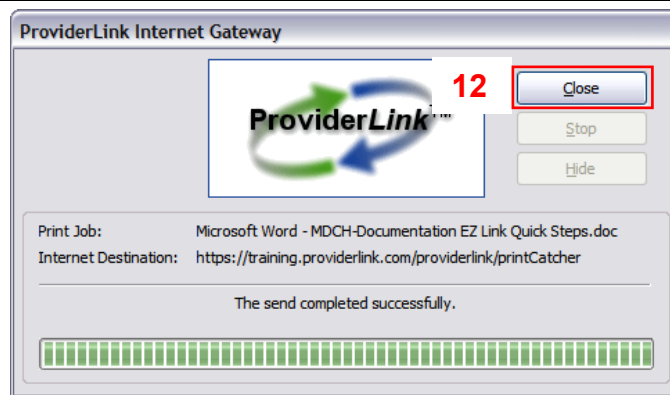 ProviderLink Internet Gateway
ProviderLink™
12
Close
Stop
Hide
Print Job: Microsoft Word - MDCH-Documentation EZ Link Quick Steps.doc
Internet Destination: https://training.providerlink.com/providerlink/printCatcher
The send completed successfully.